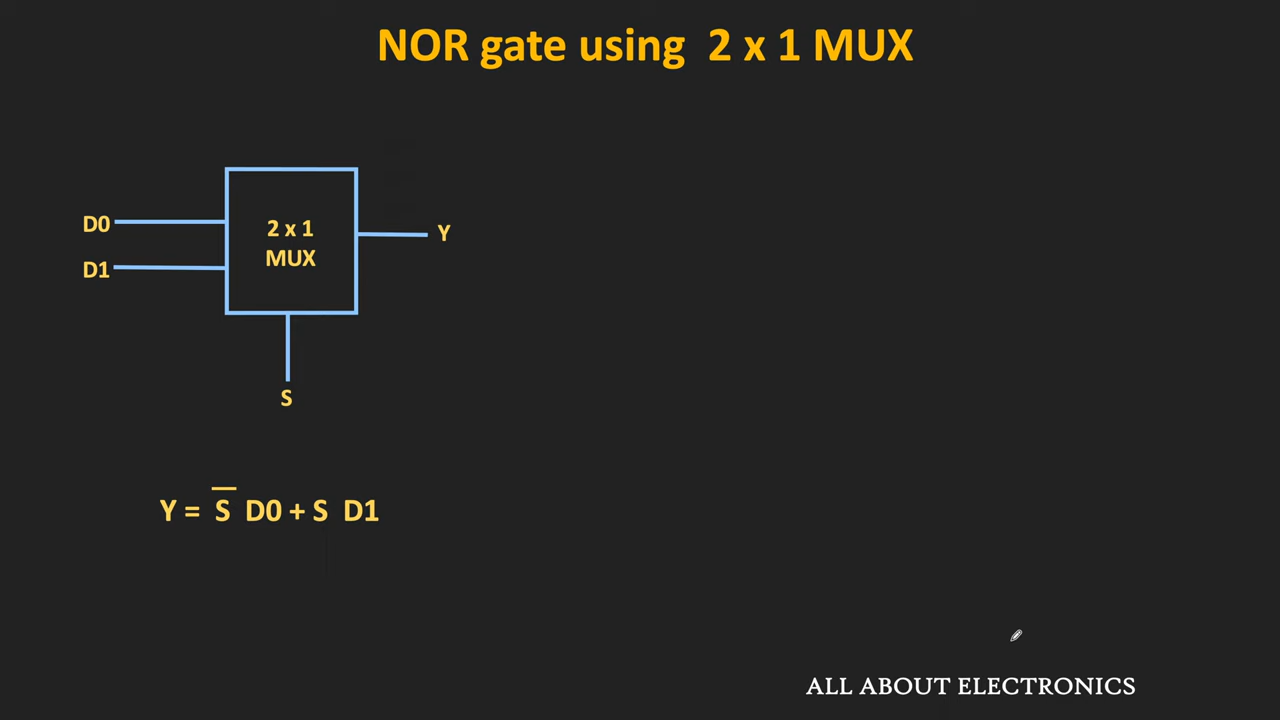 NOR gate using 2 x 1 MUX
D0
D1
2 x 1
MUX
Y
S
Y = S̅ D0 + S D1
ALL ABOUT ELECTRONICS